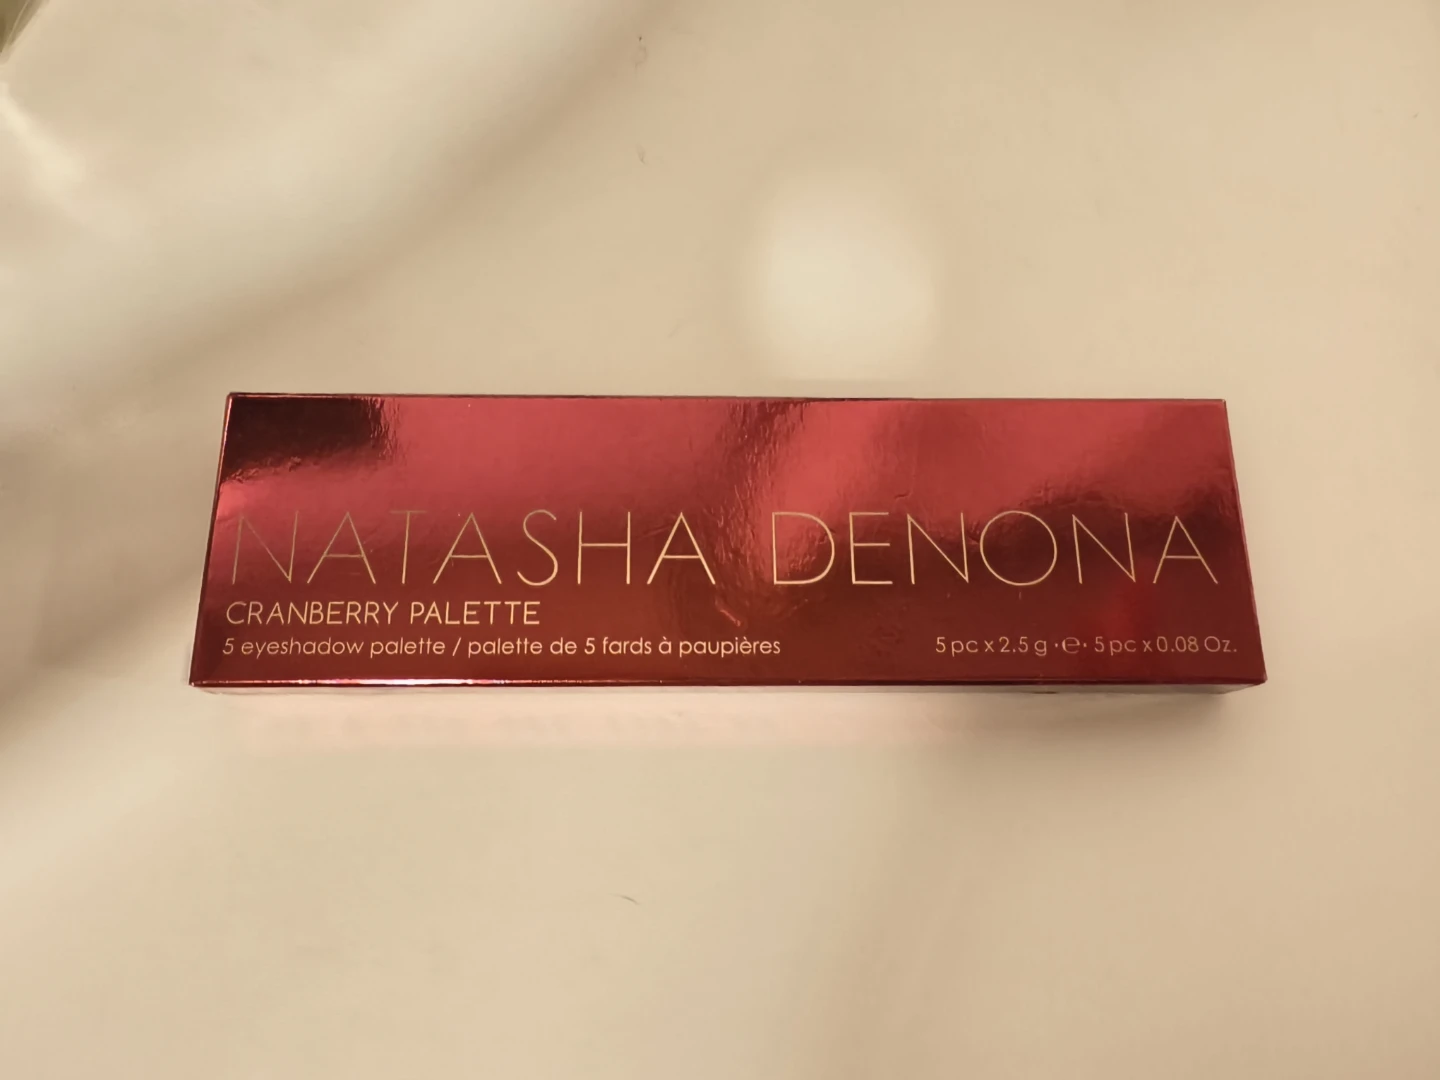 NATASHA DENONA
CRANBERRY PALETTE
5 eyeshadow palette / palette de 5 fards à paupières
5 pc x 2.5 g · ℮ · 5 pc x 0.08 Oz.